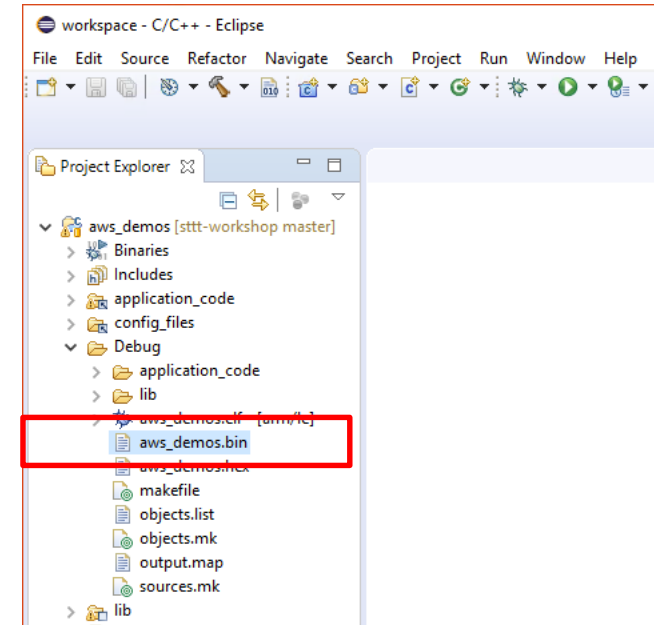 workspace - C/C++ - Eclipse
File Edit Source Refactor Navigate Search Project Run Window Help
010
Project Explorer
aws_demos [sttt-workshop master]
Binaries
Includes
application_code
config_files
Debug
application_code
lib
aws_demos.elf - [arm/le]
aws_demos.bin
aws_demos.hex
makefile
objects.list
objects.mk
output.map
sources.mk
lib